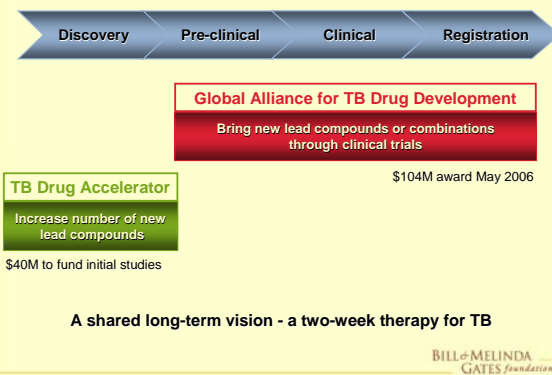 Discovery Pre-clinical Clinical Registration
Global Alliance for TB Drug Development
Bring new lead compounds or combinations
through clinical trials
$104M award May 2006
TB Drug Accelerator
Increase number of new
lead compounds
$40M to fund initial studies
A shared long-term vision - a two-week therapy for TB
BILL & MELINDA
GATES foundation